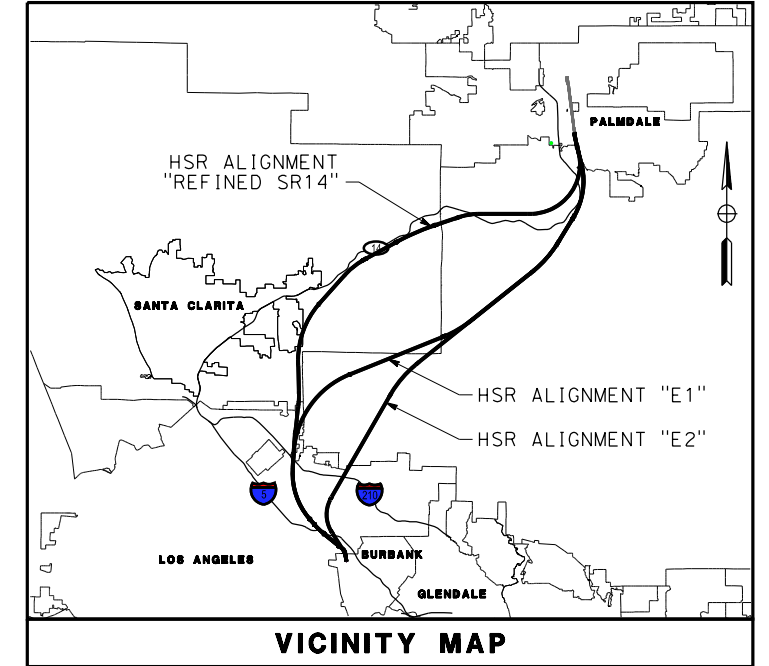 PALMDALE
HSR ALIGNMENT
"REFINED SR14"
14
SANTA CLARITA
HSR ALIGNMENT "E1"
HSR ALIGNMENT "E2"
5
210
LOS ANGELES
BURBANK
GLENDALE
VICINITY MAP